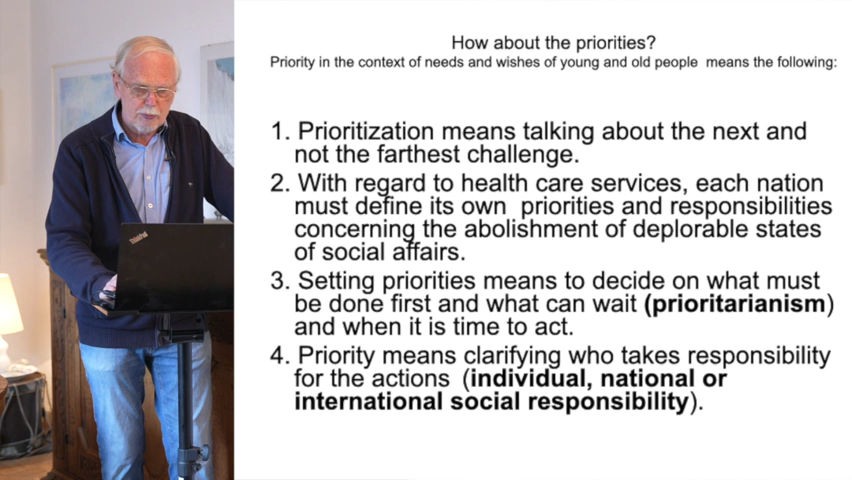 How about the priorities?
Priority in the context of needs and wishes of young and old people means the following:
1. Prioritization means talking about the next and
not the farthest challenge.
2. With regard to health care services, each nation
must define its own priorities and responsibilities
concerning the abolishment of deplorable states
of social affairs.
3. Setting priorities means to decide on what must
be done first and what can wait (prioritarianism)
and when it is time to act.
4. Priority means clarifying who takes responsibility
for the actions (individual, national or
international social responsibility).
ThinkPad